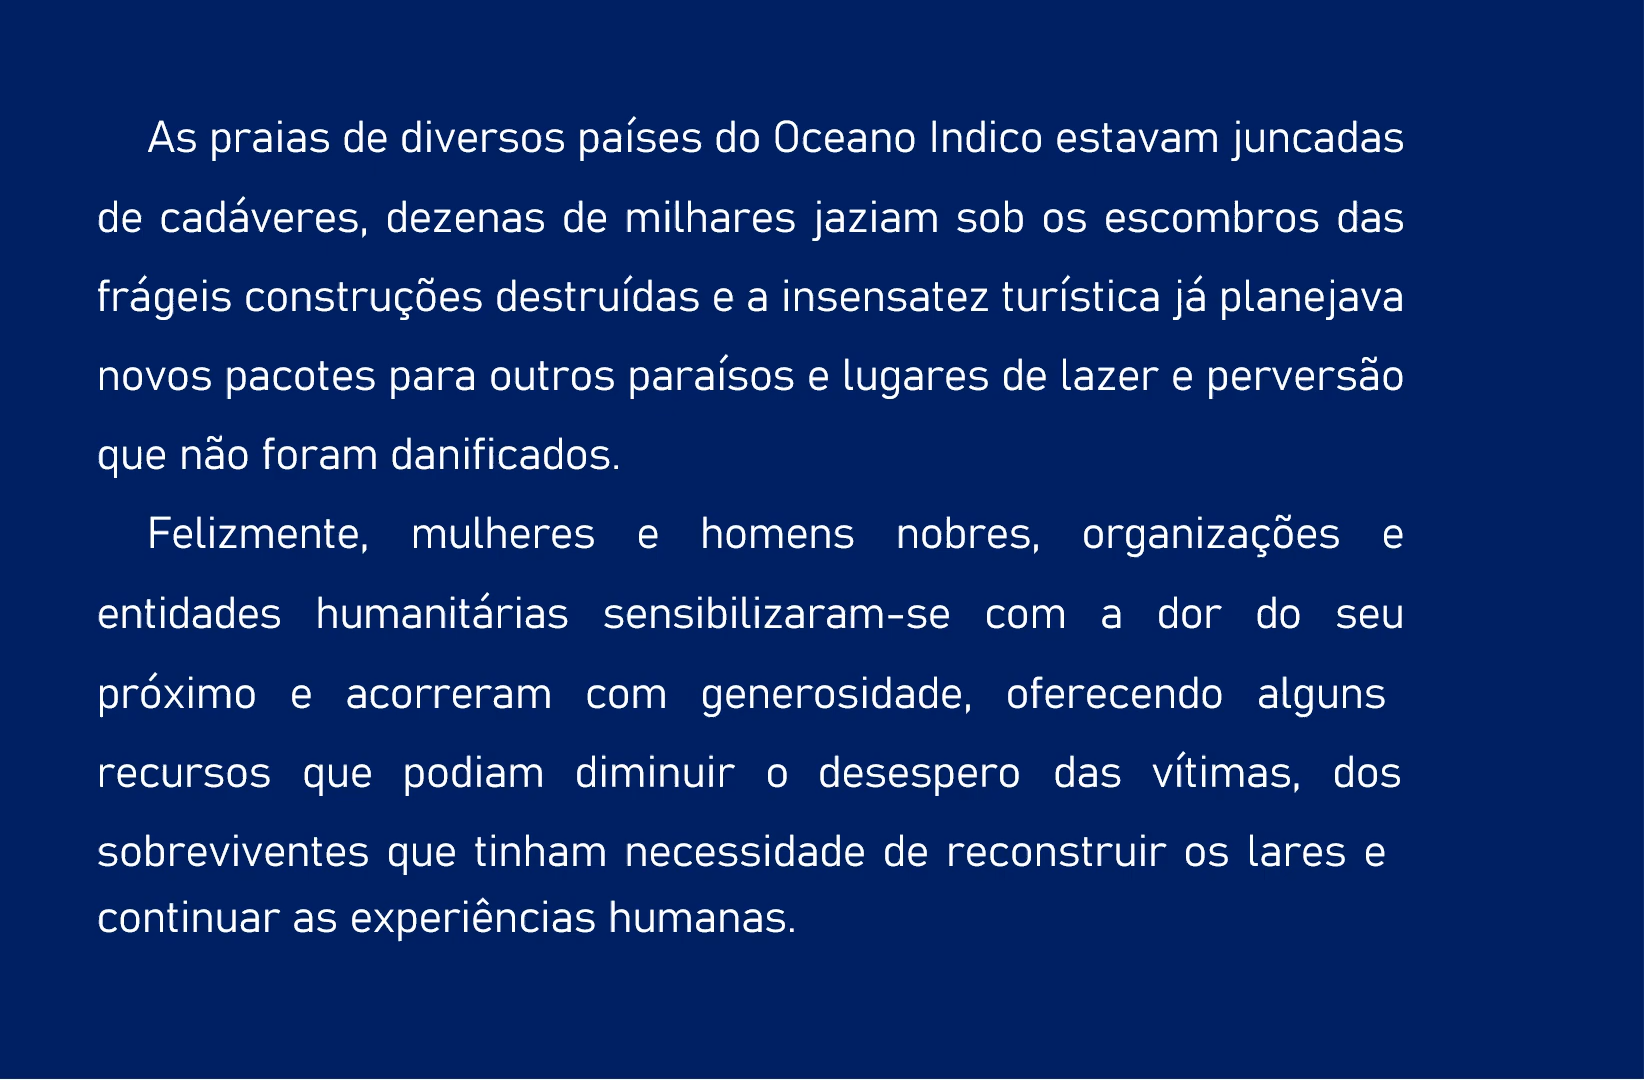 As praias de diversos países do Oceano Indico estavam juncadas
de cadáveres, dezenas de milhares jaziam sob os escombros das
frágeis construções destruídas e a insensatez turística já planejava
novos pacotes para outros paraísos e lugares de lazer e perversão
que não foram danificados.
Felizmente, mulheres e homens nobres, organizações e
entidades humanitárias sensibilizaram-se com a dor do seu
próximo e acorreram com generosidade, oferecendo alguns
recursos que podiam diminuir o desespero das vítimas, dos
sobreviventes que tinham necessidade de reconstruir os lares e
continuar as experiências humanas.